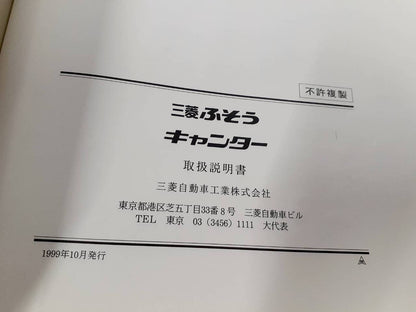 不許複製
三菱ふそう
キャンター
取扱説明書
三菱自動車工業株式会社
東京都港区芝五丁目33番8号 三菱自動車ビル
TEL 東京 03 (3456) 1111 大代表
1999年10月発行